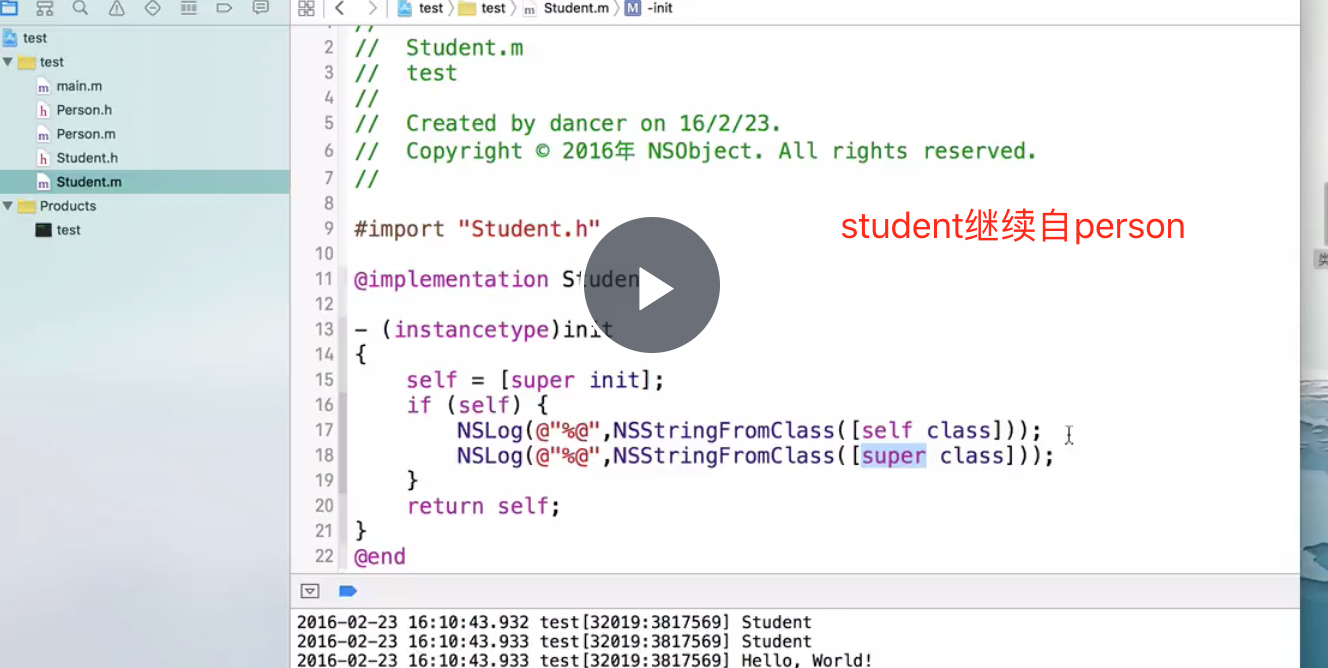 test test Student.m -init
test
test
main.m
Person.h
Person.m
Student.h
Student.m
Products
test
2 // Student.m
3 // test
4 //
5 // Created by dancer on 16/2/23.
6 // Copyright © 2016年 NSObject. All rights reserved.
7 //
8
9 #import "Student.h"
student继续自person
10
11 @implementation Studen
12
13 - (instancetype)init
14 {
15 self = [super init];
16 if (self) {
17 NSLog(@"%@",NSStringFromClass([self class]));
18 NSLog(@"%@",NSStringFromClass([super class]));
19 }
20 return self;
21 }
22 @end
2016-02-23 16:10:43.932 test[32019:3817569] Student
2016-02-23 16:10:43.933 test[32019:3817569] Student
2016-02-23 16:10:43.933 test[32019:3817569] Hello, World!